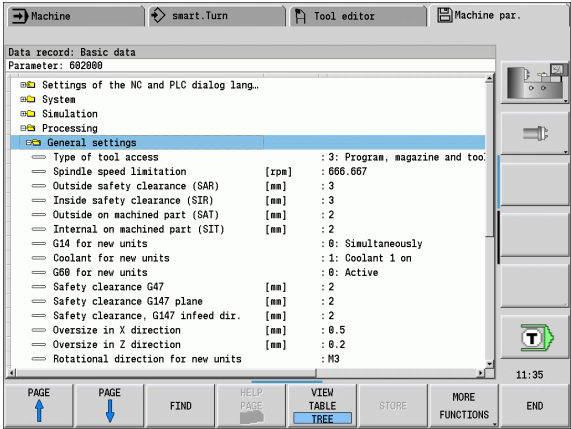 Machine
smart.Turn
Tool editor
Machine par.
Data record: Basic data
Parameter: 602000
Settings of the NC and PLC dialog lang…
System
Simulation
Processing
General settings
Type of tool access : 3: Program, magazine and tool
Spindle speed limitation [rpm] : 666.667
Outside safety clearance (SAR) [mm] : 3
Inside safety clearance (SIR) [mm] : 3
Outside on machined part (SAT) [mm] : 2
Internal on machined part (SIT) [mm] : 2
G14 for new units : 0: Simultaneously
Coolant for new units : 1: Coolant 1 on
G60 for new units : 0: Active
Safety clearance G47 [mm] : 2
Safety clearance G147 plane [mm] : 2
Safety clearance, G147 infeed dir. [mm] : 2
Oversize in X direction [mm] : 0.5
Oversize in Z direction [mm] : 0.2
Rotational direction for new units : M3
T
11:35
PAGE
PAGE
FIND
HELP
PAGE
VIEW
TABLE
TREE
STORE
MORE
FUNCTIONS
END